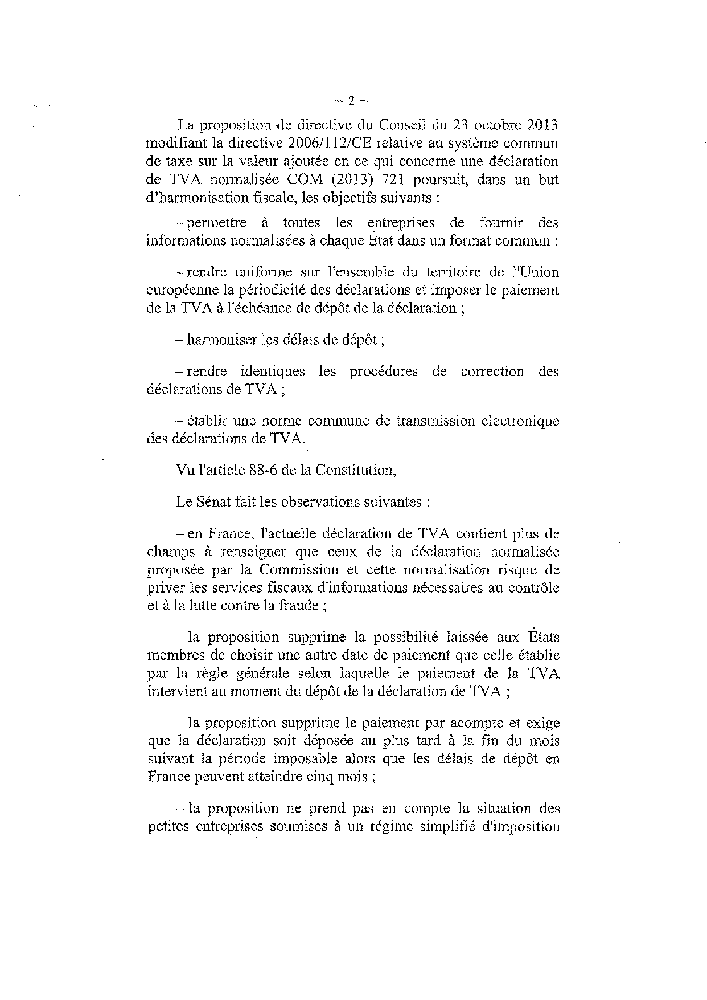 – 2 –
La proposition de directive du Conseil du 23 octobre 2013
modifiant la directive 2006/112/CE relative au système commun
de taxe sur la valeur ajoutée en ce qui concerne une déclaration
de TVA normalisée COM (2013) 721 poursuit, dans un but
d'harmonisation fiscale, les objectifs suivants :
– permettre à toutes les entreprises de fournir des
informations normalisées à chaque État dans un format commun ;
– rendre uniforme sur l'ensemble du territoire de l'Union
européenne la périodicité des déclarations et imposer le paiement
de la TVA à l'échéance de dépôt de la déclaration ;
– harmoniser les délais de dépôt ;
– rendre identiques les procédures de correction des
déclarations de TVA ;
– établir une norme commune de transmission électronique
des déclarations de TVA.
Vu l'article 88-6 de la Constitution,
Le Sénat fait les observations suivantes :
– en France, l'actuelle déclaration de TVA contient plus de
champs à renseigner que ceux de la déclaration normalisée
proposée par la Commission et cette normalisation risque de
priver les services fiscaux d'informations nécessaires au contrôle
et à la lutte contre la fraude ;
– la proposition supprime la possibilité laissée aux États
membres de choisir une autre date de paiement que celle établie
par la règle générale selon laquelle le paiement de la TVA
intervient au moment du dépôt de la déclaration de TVA ;
– la proposition supprime le paiement par acompte et exige
que la déclaration soit déposée au plus tard à la fin du mois
suivant la période imposable alors que les délais de dépôt en
France peuvent atteindre cinq mois ;
– la proposition ne prend pas en compte la situation des
petites entreprises soumises à un régime simplifié d'imposition